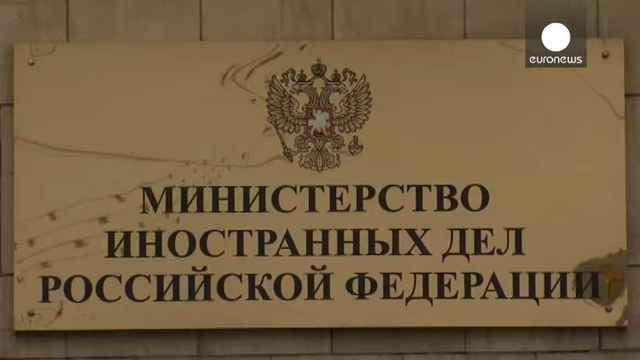 euronews
МИНИСТЕРСТВО
ИНОСТРАННЫХ ДЕЛ
РОССИЙСКОЙ ФЕДЕРАЦИИ